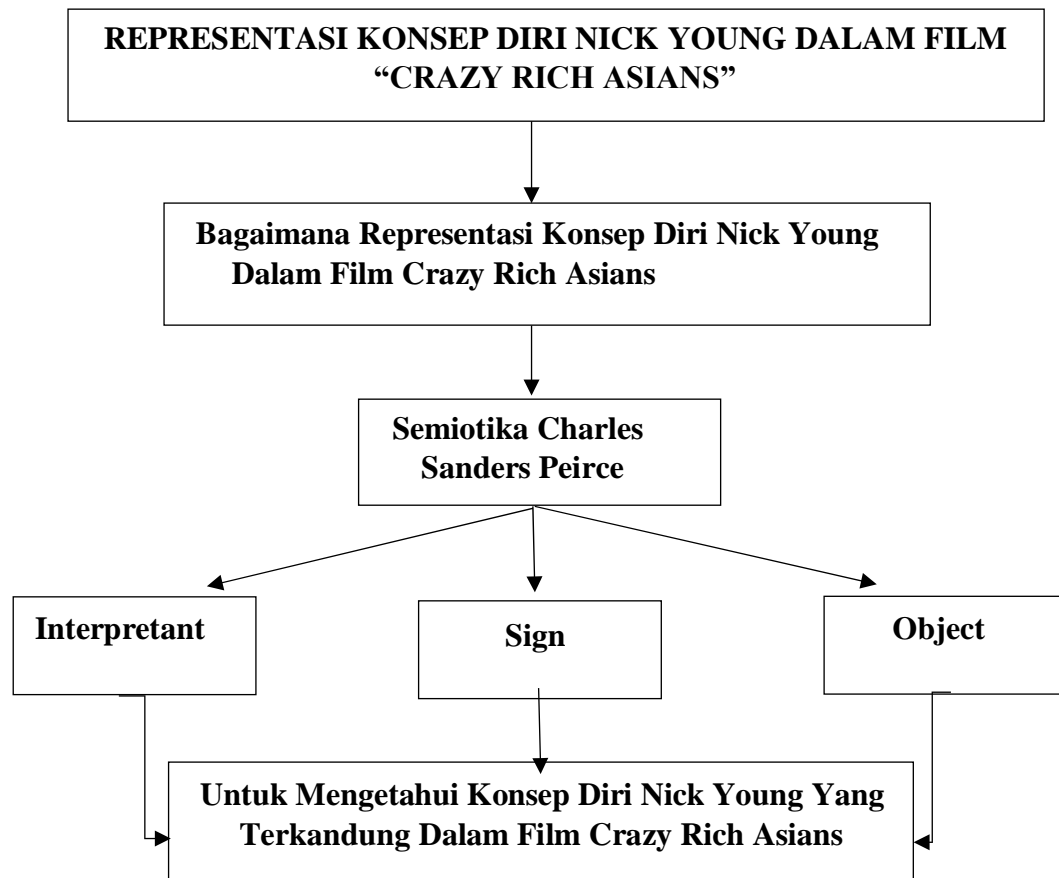 REPRESENTASI KONSEP DIRI NICK YOUNG DALAM FILM
“CRAZY RICH ASIANS”
Bagaimana Representasi Konsep Diri Nick Young
Dalam Film Crazy Rich Asians
Semiotika Charles
Sanders Peirce
Interpretant
Sign
Object
Untuk Mengetahui Konsep Diri Nick Young Yang
Terkandung Dalam Film Crazy Rich Asians